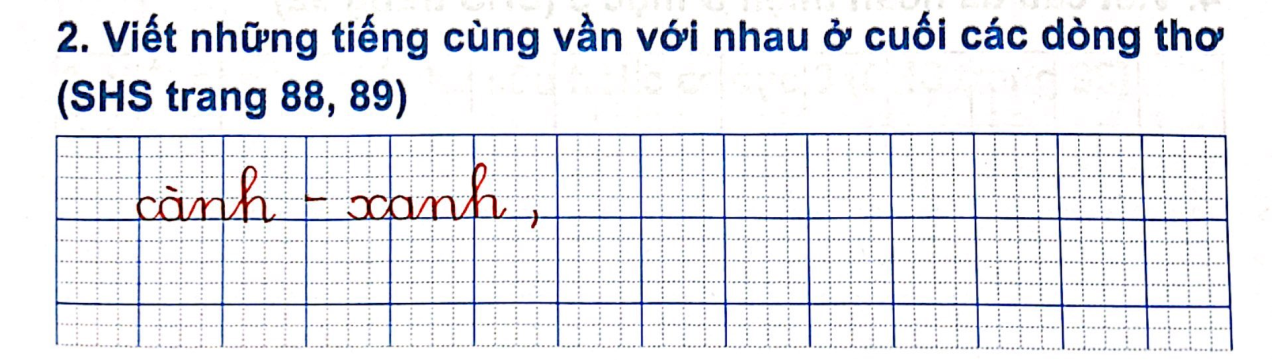 2. Viết những tiếng cùng vần với nhau ở cuối các dòng thơ
(SHS trang 88, 89)
cành - xanh,